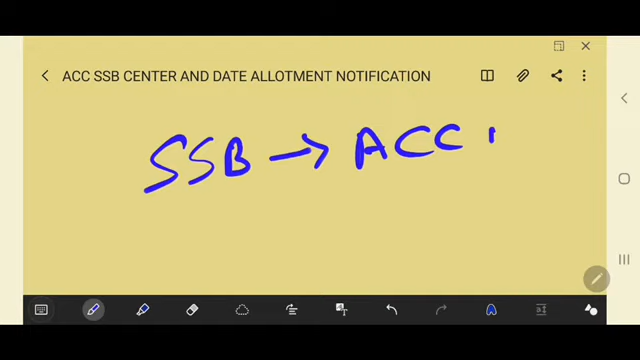 ACC SSB CENTER AND DATE ALLOTMENT NOTIFICATION
SSB → ACC